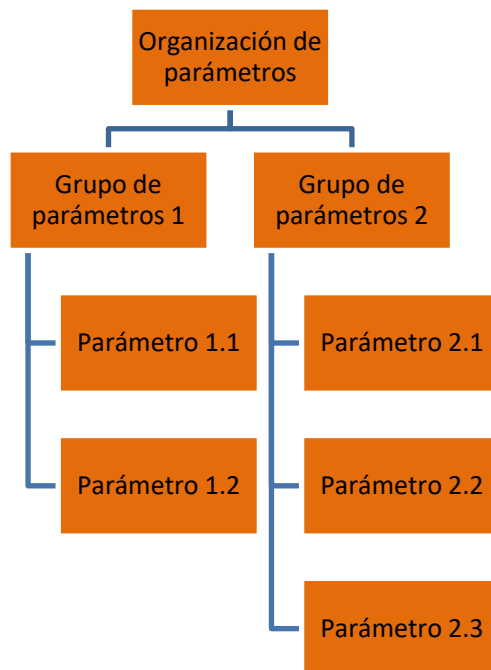 Organización de
parámetros
Grupo de
parámetros 1
Grupo de
parámetros 2
Parámetro 1.1
Parámetro 1.2
Parámetro 2.1
Parámetro 2.2
Parámetro 2.3